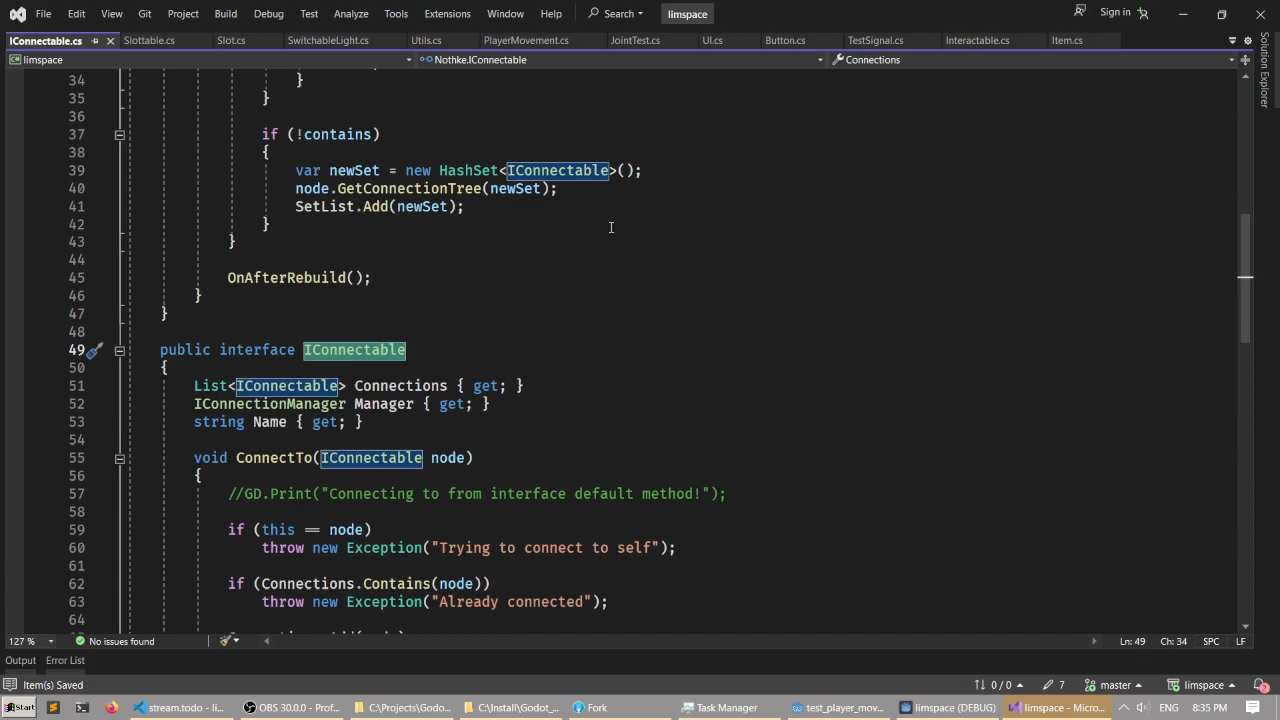 File Edit View Git Project Build Debug Test Analyze Tools Extensions Window Help Search limspace Sign in
IConnectable.cs Slottable.cs Slot.cs SwitchableLight.cs Utils.cs PlayerMovement.cs JointTest.cs UI.cs Button.cs TestSignal.cs Interactable.cs Item.cs
limspace Nothke.IConnectable Connections
Solution Explorer
34 }
35 }
36
37 if (!contains)
38 {
39 var newSet = new HashSet<IConnectable>();
40 node.GetConnectionTree(newSet);
41 SetList.Add(newSet);
42 }
43 }
44
45 OnAfterRebuild();
46 }
47 }
48
49 public interface IConnectable
50 {
51 List<IConnectable> Connections { get; }
52 IConnectionManager Manager { get; }
53 string Name { get; }
54
55 void ConnectTo(IConnectable node)
56 {
57 //GD.Print("Connecting to from interface default method!");
58
59 if (this == node)
60 throw new Exception("Trying to connect to self");
61
62 if (Connections.Contains(node))
63 throw new Exception("Already connected");
64
127 % No issues found Ln: 49 Ch: 34 SPC LF
Output Error List
Item(s) Saved 0 / 0 7 master limspace 2
Start stream.todo - li... OBS 30.0.0 - prof... C:\Projects\Godo... C:\Install\Godot_... Fork Task Manager test_player_mov... limspace (DEBUG) limspace - Micro... ENG 8:35 PM